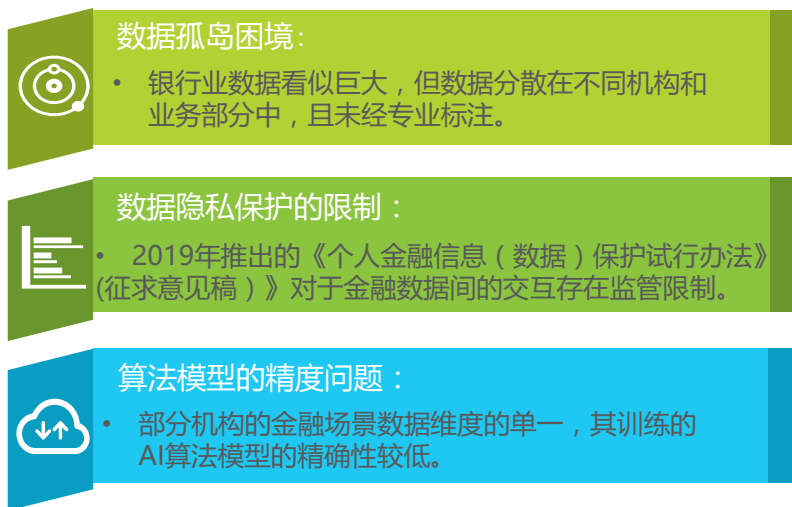 数据孤岛困境:
• 银行业数据看似巨大，但数据分散在不同机构和
业务部分中，且未经专业标注。
数据隐私保护的限制：
• 2019年推出的《个人金融信息（数据）保护试行办法》
(征求意见稿）》对于金融数据间的交互存在监管限制。
算法模型的精度问题：
• 部分机构的金融场景数据维度的单一，其训练的
AI算法模型的精确性较低。